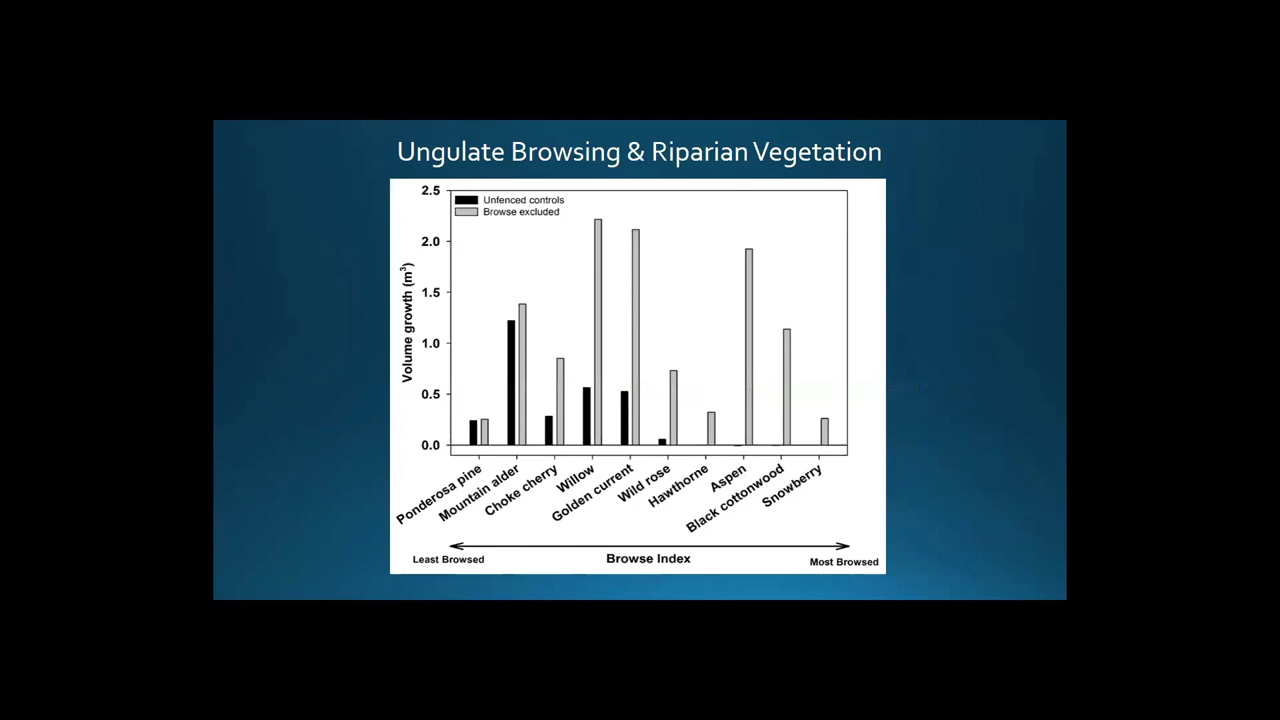 Ungulate Browsing & Riparian Vegetation
2.5
2.0
1.5
1.0
0.5
0.0
Volume growth (m³)
Unfenced controls
Browse excluded
Ponderosa pine
Mountain alder
Choke cherry
Willow
Golden current
Wild rose
Hawthorne
Aspen
Black cottonwood
Snowberry
Least Browsed
Browse Index
Most Browsed